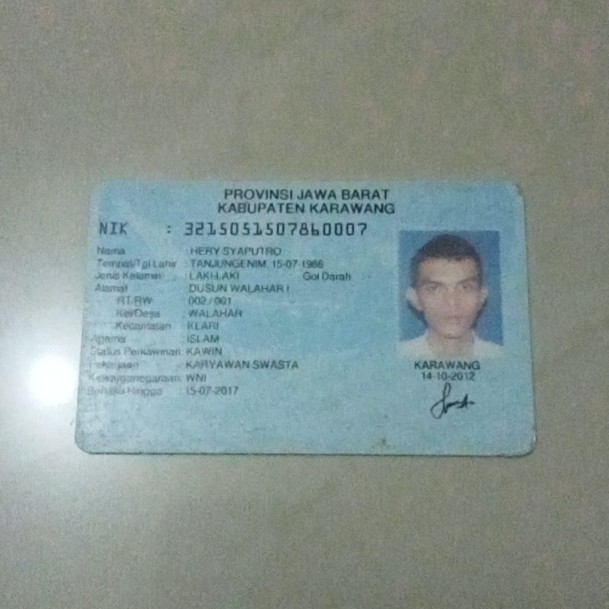 PROVINSI JAWA BARAT
KABUPATEN KARAWANG
NIK : 3215051507860007
Nama : HERY SYAPUTRO
Tempat/Tgl Lahir : TANJUNGENIM, 15-07-1986
Jenis Kelamin : LAKI-LAKI Gol Darah
Alamat : DUSUN WALAHAR I
RT/RW : 002/001
Kel/Desa : WALAHAR
Kecamatan : KLARI
Agama : ISLAM
Status Perkawinan : KAWIN
Pekerjaan : KARYAWAN SWASTA
Kewarganegaraan : WNI
Berlaku Hingga : 15-07-2017
KARAWANG
14-10-2012